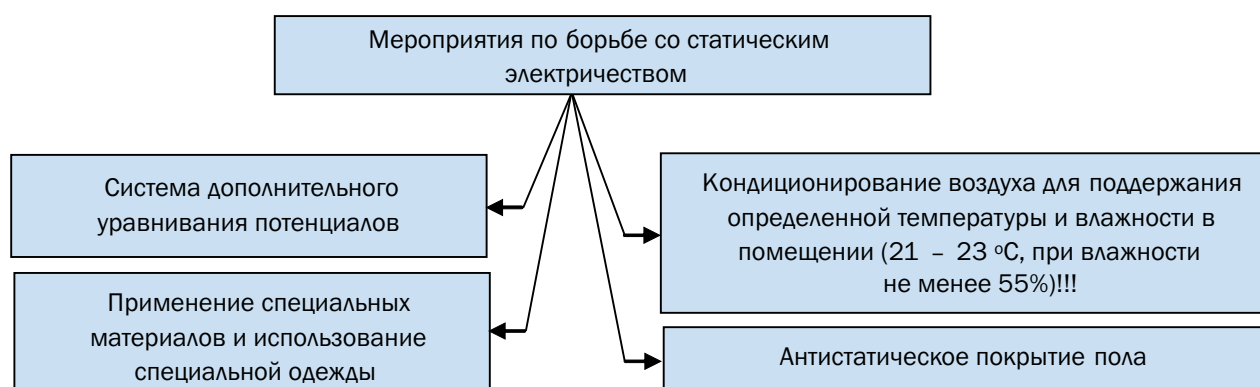 Мероприятия по борьбе со статическим
электричеством
Система дополнительного
уравнивания потенциалов
Применение специальных
материалов и использование
специальной одежды
Кондиционирование воздуха для поддержания
определенной температуры и влажности в
помещении (21 – 23 ºС, при влажности
не менее 55%)!!!
Антистатическое покрытие пола